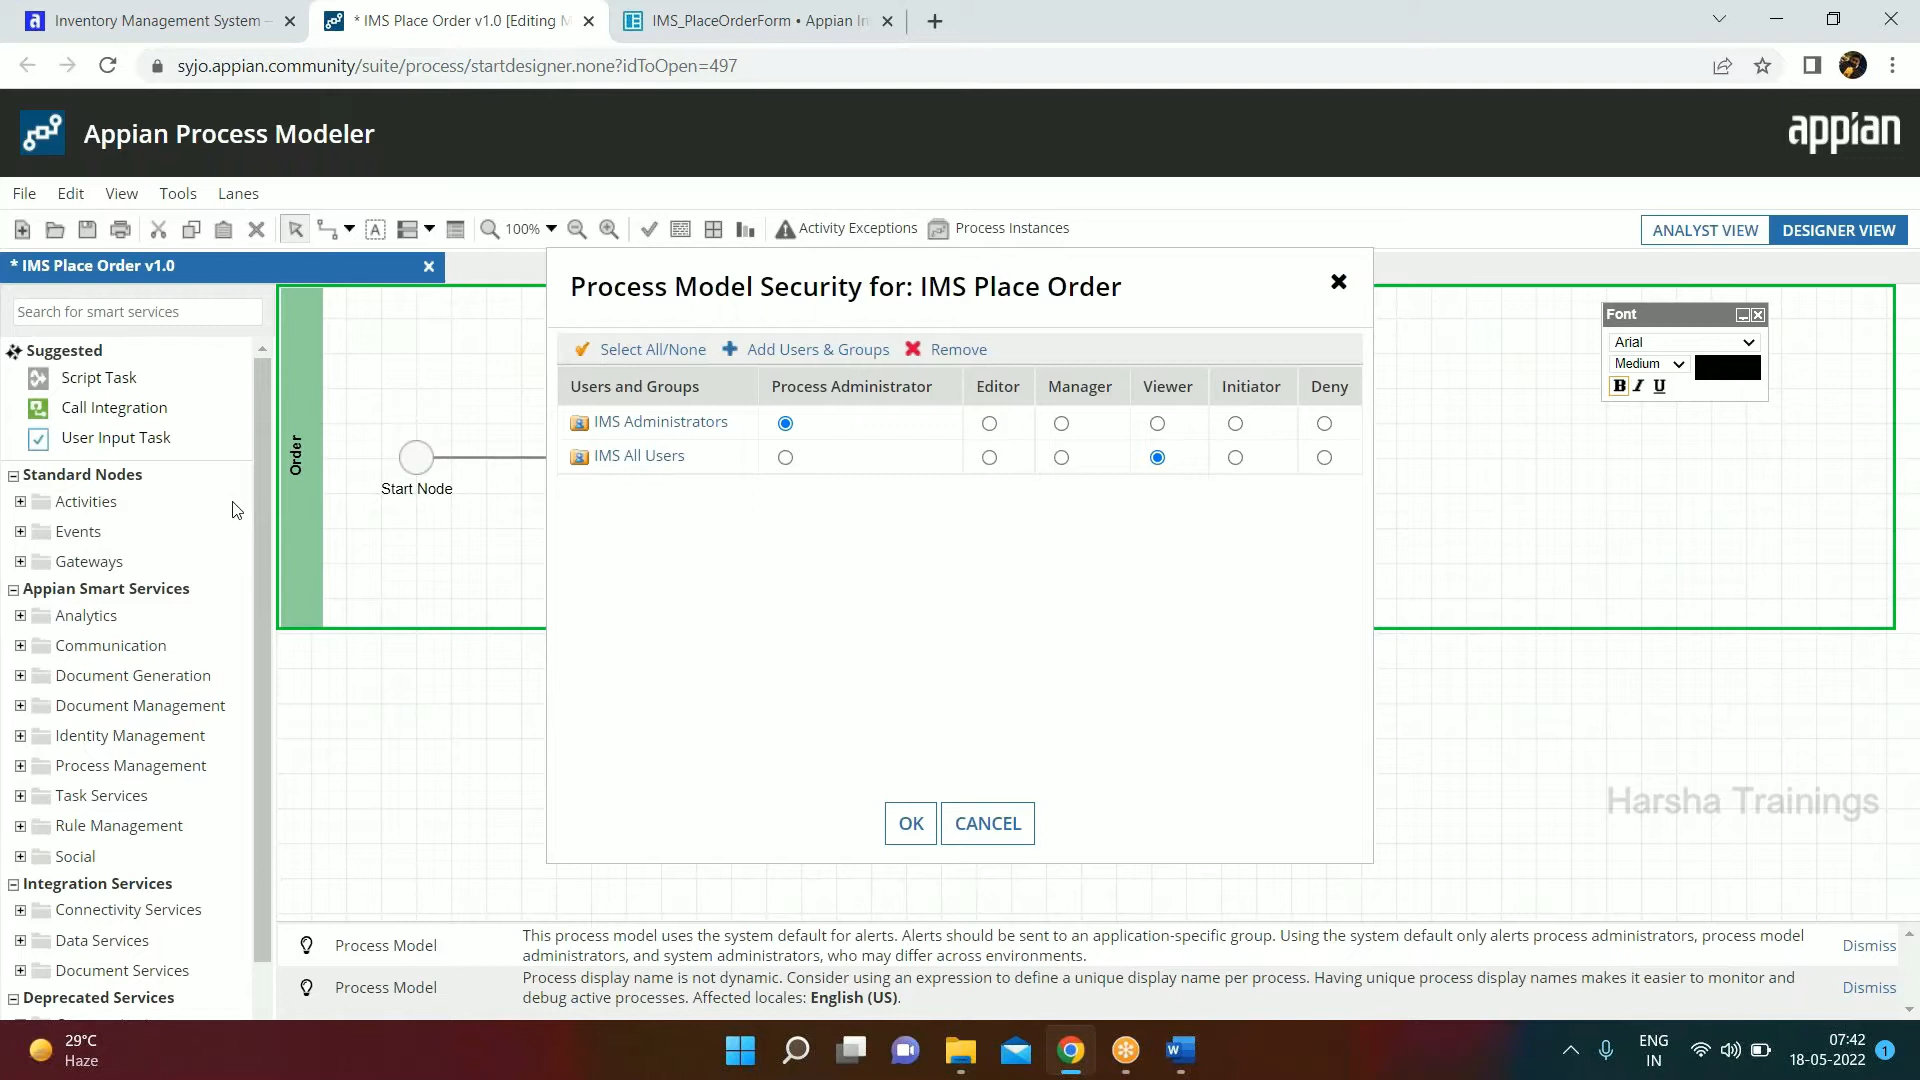 Inventory Management System -
* IMS Place Order v1.0 [Editing M
IMS_PlaceOrderForm • Appian In
syjo.appian.community/suite/process/startdesigner.none?idToOpen=497
Appian Process Modeler
appian
File Edit View Tools Lanes
100%
Activity Exceptions
Process Instances
ANALYST VIEW
DESIGNER VIEW
* IMS Place Order v1.0
Search for smart services
Suggested
Script Task
Call Integration
User Input Task
Standard Nodes
Activities
Events
Gateways
Appian Smart Services
Analytics
Communication
Document Generation
Document Management
Identity Management
Process Management
Task Services
Rule Management
Social
Integration Services
Connectivity Services
Data Services
Document Services
Deprecated Services
Order
Start Node
Process Model Security for: IMS Place Order
Select All/None Add Users & Groups Remove
Users and Groups Process Administrator Editor Manager Viewer Initiator Deny
IMS Administrators
IMS All Users
OK
CANCEL
Font
Arial
Medium
B I U
Harsha Trainings
Process Model
This process model uses the system default for alerts. Alerts should be sent to an application-specific group. Using the system default only alerts process administrators, process model
administrators, and system administrators, who may differ across environments.
Dismiss
Process Model
Process display name is not dynamic. Consider using an expression to define a unique display name per process. Having unique process display names makes it easier to monitor and
debug active processes. Affected locales: English (US).
Dismiss
29°C
Haze
ENG
IN
07:42
18-05-2022
1